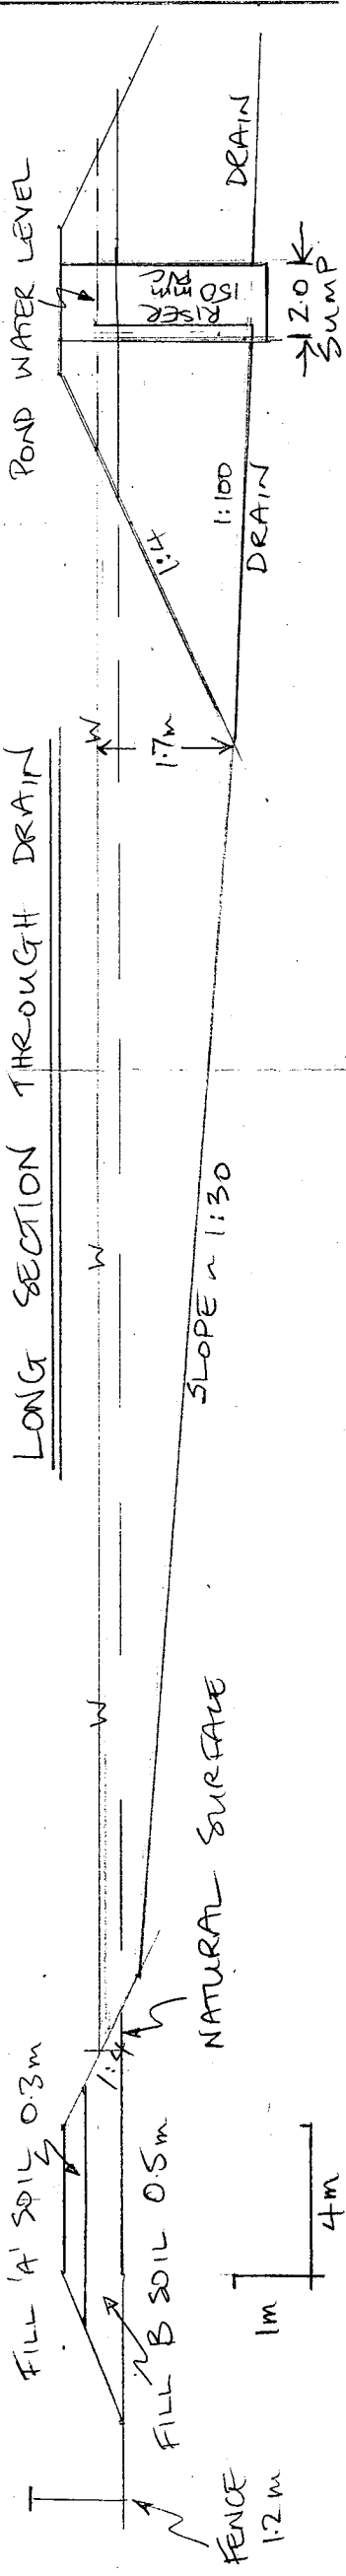 LONG SECTION THROUGH DRAIN
FILL 'A' SOIL 0.3m
FILL B SOIL 0.5m
FENCE
1.2m
1:4
NATURAL SURFACE
W
W
W
SLOPE ~ 1:30
1.7m
1:4
1:100
DRAIN
POND WATER LEVEL
RISER
150 mm
PVC
DRAIN
2.0
SUMP
1m
4m